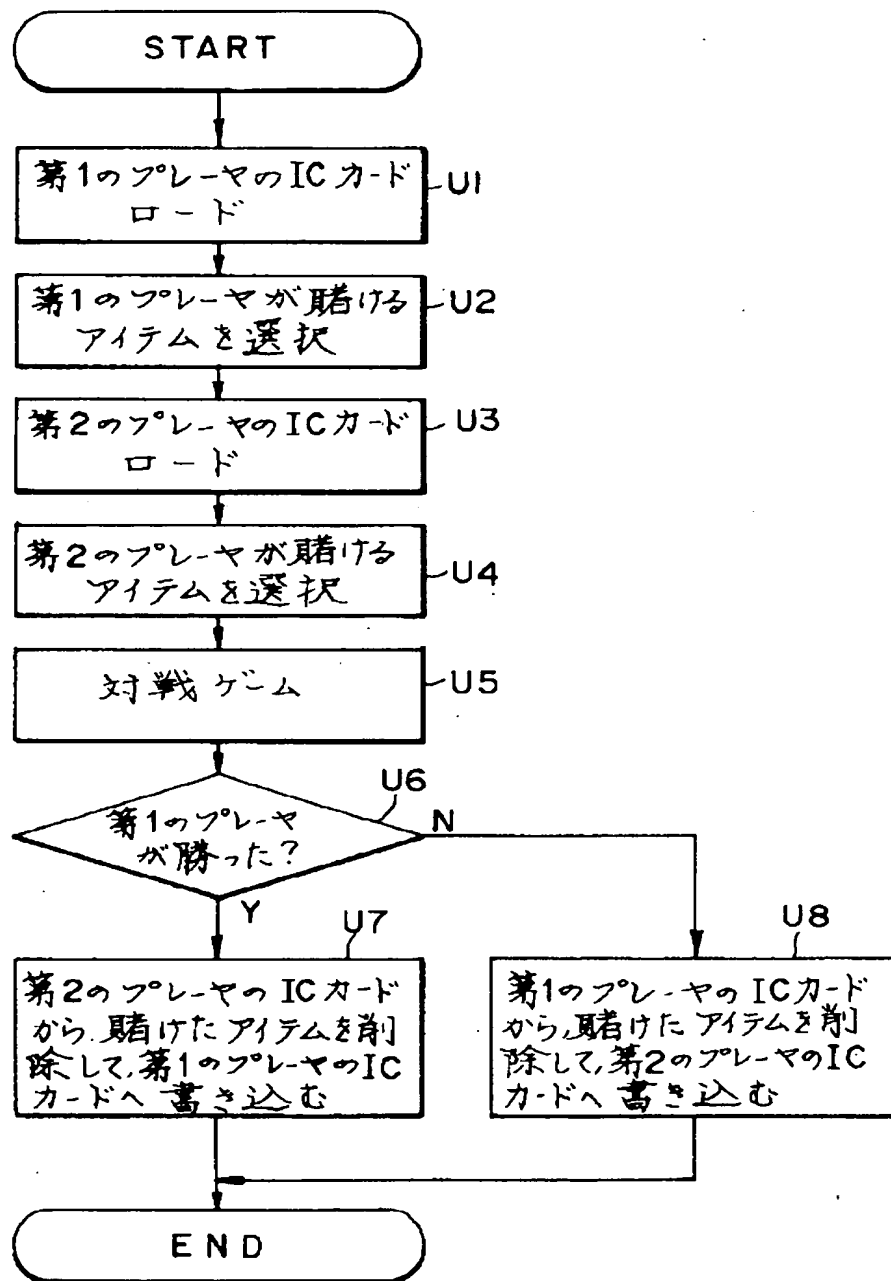 START
第1のプレーヤのICカード
ロード
U1
第1のプレーヤが賭ける
アイテムを選択
U2
第2のプレーヤのICカード
ロード
U3
第2のプレーヤが賭ける
アイテムを選択
U4
対戦ゲーム
U5
U6
第1のプレーヤ
が勝った?
N
Y
U7
第2のプレーヤのICカード
から、賭けたアイテムを削
除して、第1のプレーヤのIC
カードへ書き込む
U8
第1のプレーヤのICカード
から、賭けたアイテムを削
除して、第2のプレーヤのIC
カードへ書き込む
END